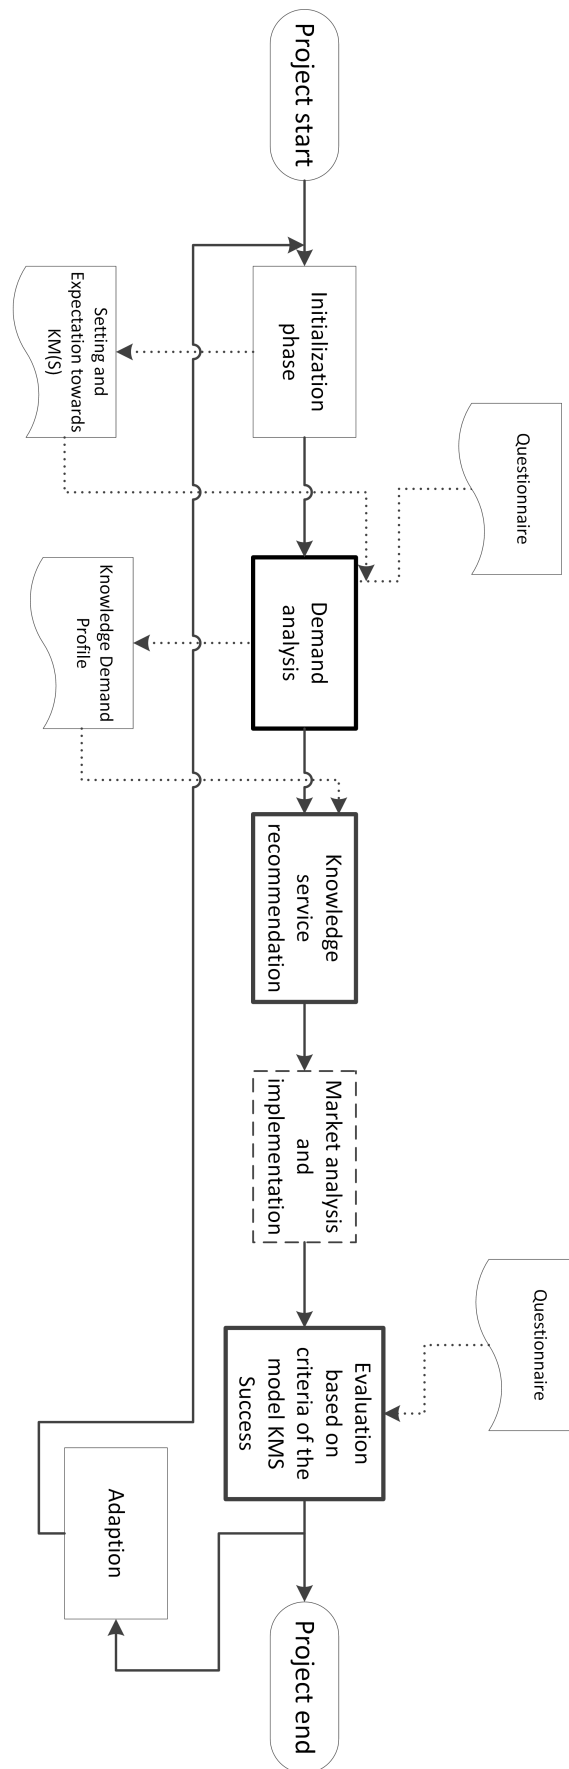 Project start
Initialization
phase
Setting and
Expectation towards
KM(S)
Questionnaire
Demand
analysis
Knowledge Demand
Profile
Knowledge
service
recommendation
Market analysis
and
implementation
Questionnaire
Evaluation
based on
criteria of the
model KMS
Success
Adaption
Project end